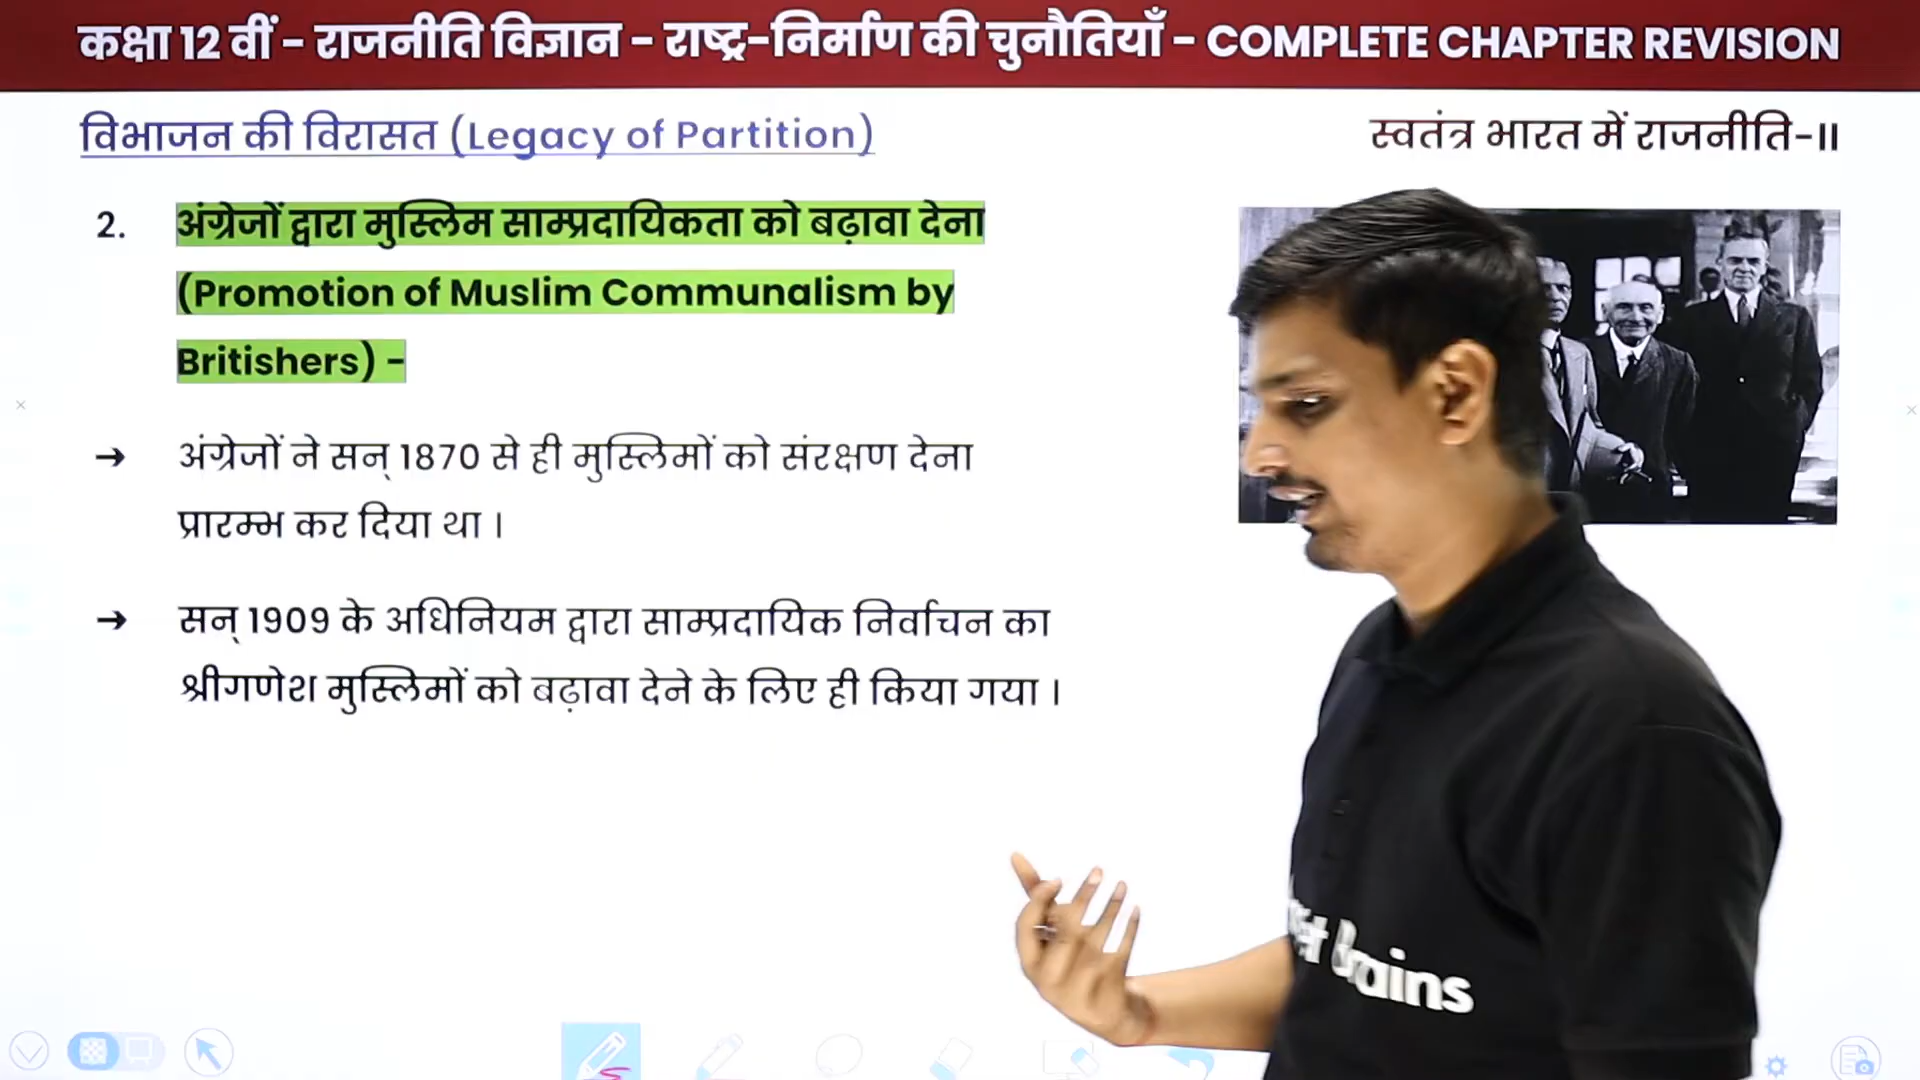 कक्षा 12 वीं - राजनीति विज्ञान - राष्ट्र-निर्माण की चुनौतियाँ - COMPLETE CHAPTER REVISION
विभाजन की विरासत (Legacy of Partition)
स्वतंत्र भारत में राजनीति-II
2. अंग्रेजों द्वारा मुस्लिम साम्प्रदायिकता को बढ़ावा देना
(Promotion of Muslim Communalism by
Britishers) -
→ अंग्रेजों ने सन् 1870 से ही मुस्लिमों को संरक्षण देना
प्रारम्भ कर दिया था ।
→ सन् 1909 के अधिनियम द्वारा साम्प्रदायिक निर्वाचन का
श्रीगणेश मुस्लिमों को बढ़ावा देने के लिए ही किया गया ।
Brains